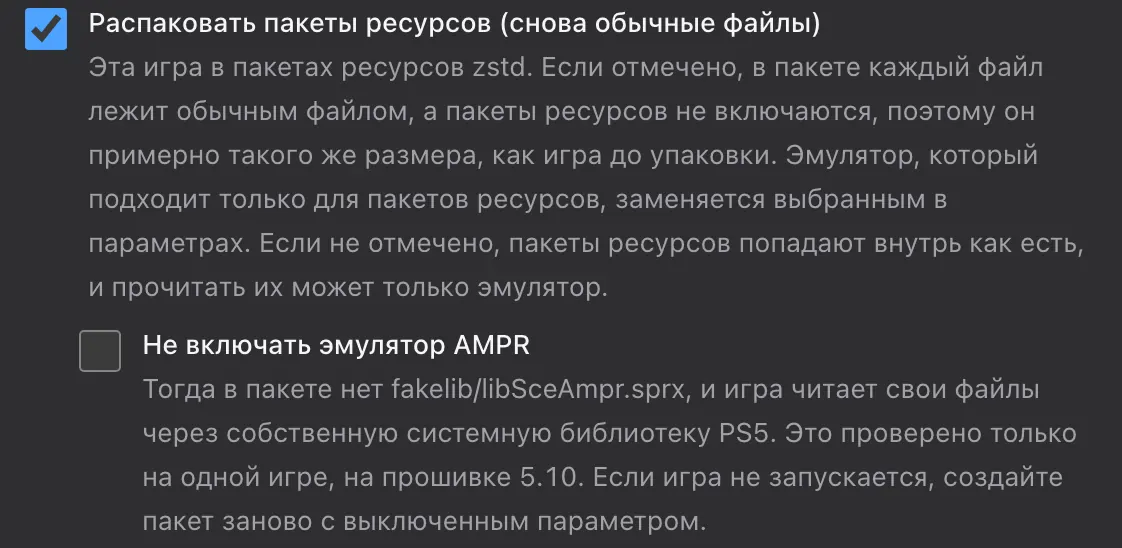 Распаковать пакеты ресурсов (снова обычные файлы)
Эта игра в пакетах ресурсов zstd. Если отмечено, в пакете каждый файл
лежит обычным файлом, а пакеты ресурсов не включаются, поэтому он
примерно такого же размера, как игра до упаковки. Эмулятор, который
подходит только для пакетов ресурсов, заменяется выбранным в
параметрах. Если не отмечено, пакеты ресурсов попадают внутрь как есть,
и прочитать их может только эмулятор.
Не включать эмулятор AMPR
Тогда в пакете нет fakelib/libSceAmpr.sprx, и игра читает свои файлы
через собственную системную библиотеку PS5. Это проверено только
на одной игре, на прошивке 5.10. Если игра не запускается, создайте
пакет заново с выключенным параметром.